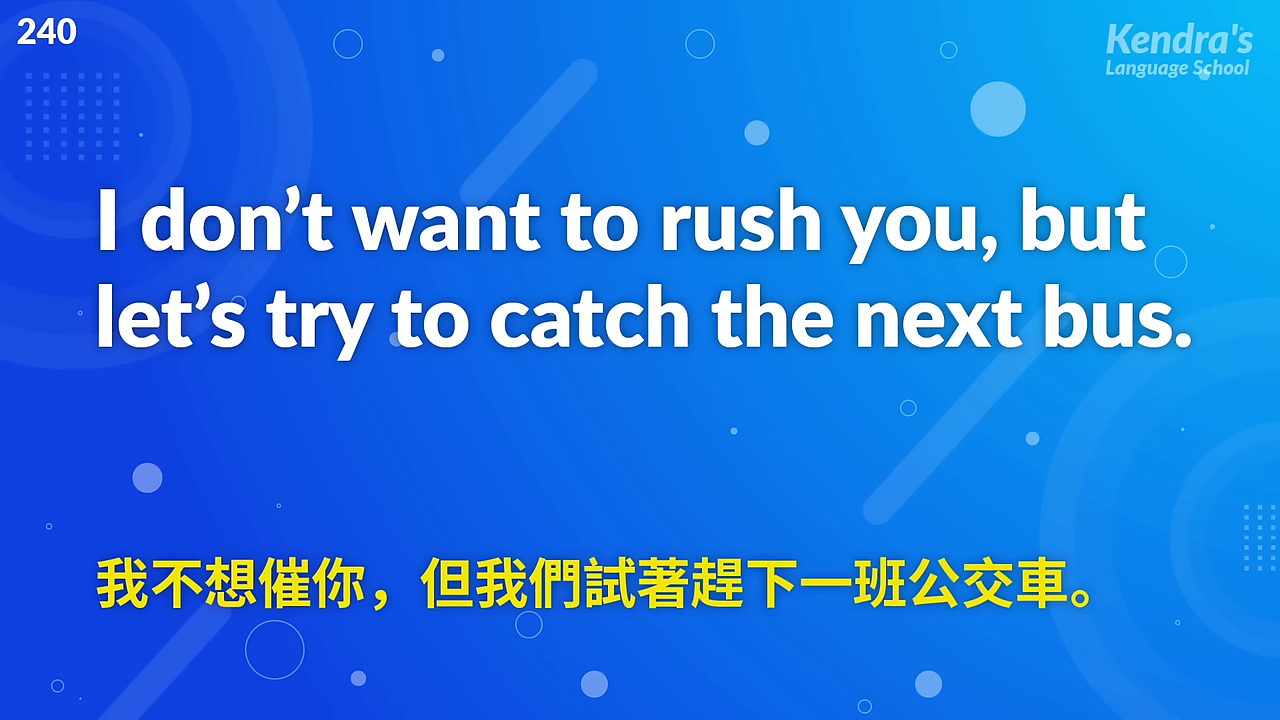 240
Kendra's
Language School
I don’t want to rush you, but
let’s try to catch the next bus.
我不想催你，但我們試著趕下一班公交車。